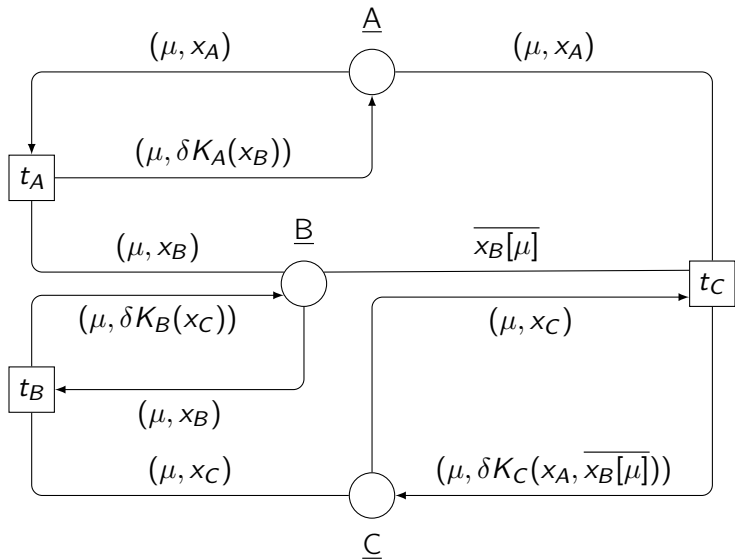 A
(μ, x_A) (μ, x_A)
(μ, δK_A(x_B))
t_A
(μ, x_B) B \overline{x_B[μ]}
t_C
(μ, δK_B(x_C)) (μ, x_C)
t_B
(μ, x_B)
(μ, x_C) (μ, δK_C(x_A, \overline{x_B[μ]}))
C